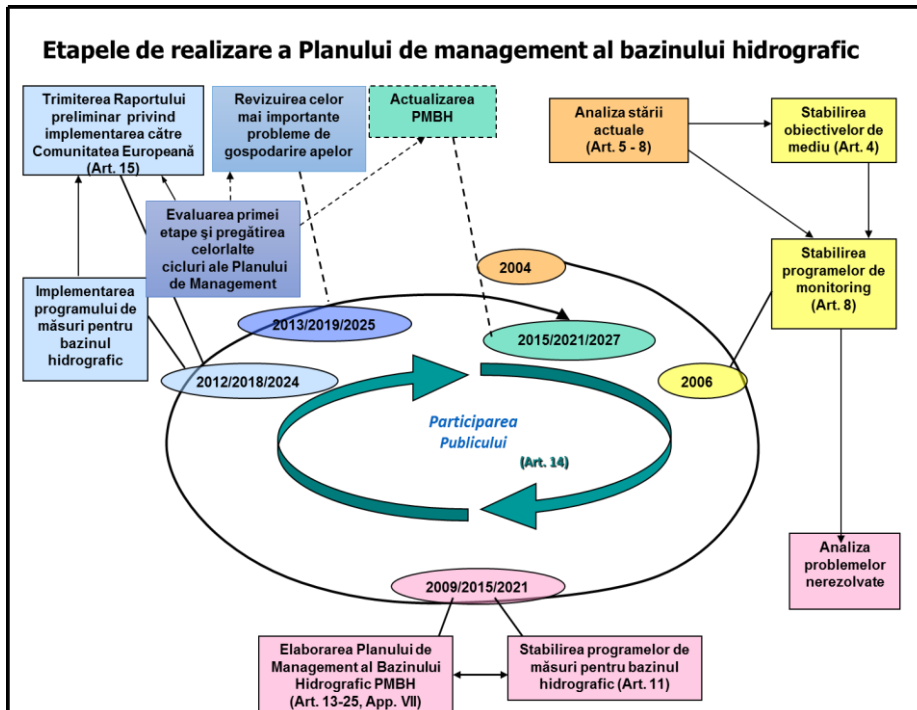 Etapele de realizare a Planului de management al bazinului hidrografic
Trimiterea Raportului
preliminar privind
implementarea către
Comunitatea Europeană
(Art. 15)
Revizuirea celor
mai importante
probleme de
gospodarire apelor
Actualizarea
PMBH
Analiza stării
actuale
(Art. 5 - 8)
Stabilirea
obiectivelor de
mediu (Art. 4)
Evaluarea primei
etape şi pregătirea
celorlalte
cicluri ale Planului
de Management
Implementarea
programului de
măsuri pentru
bazinul
hidrografic
2004
Stabilirea
programelor de
monitoring
(Art. 8)
2013/2019/2025
2015/2021/2027
2012/2018/2024
2006
Participarea
Publicului
(Art. 14)
Analiza
problemelor
nerezolvate
2009/2015/2021
Elaborarea Planului de
Management al Bazinului
Hidrografic PMBH
(Art. 13-25, App. VII)
Stabilirea programelor de
măsuri pentru bazinul
hidrografic (Art. 11)